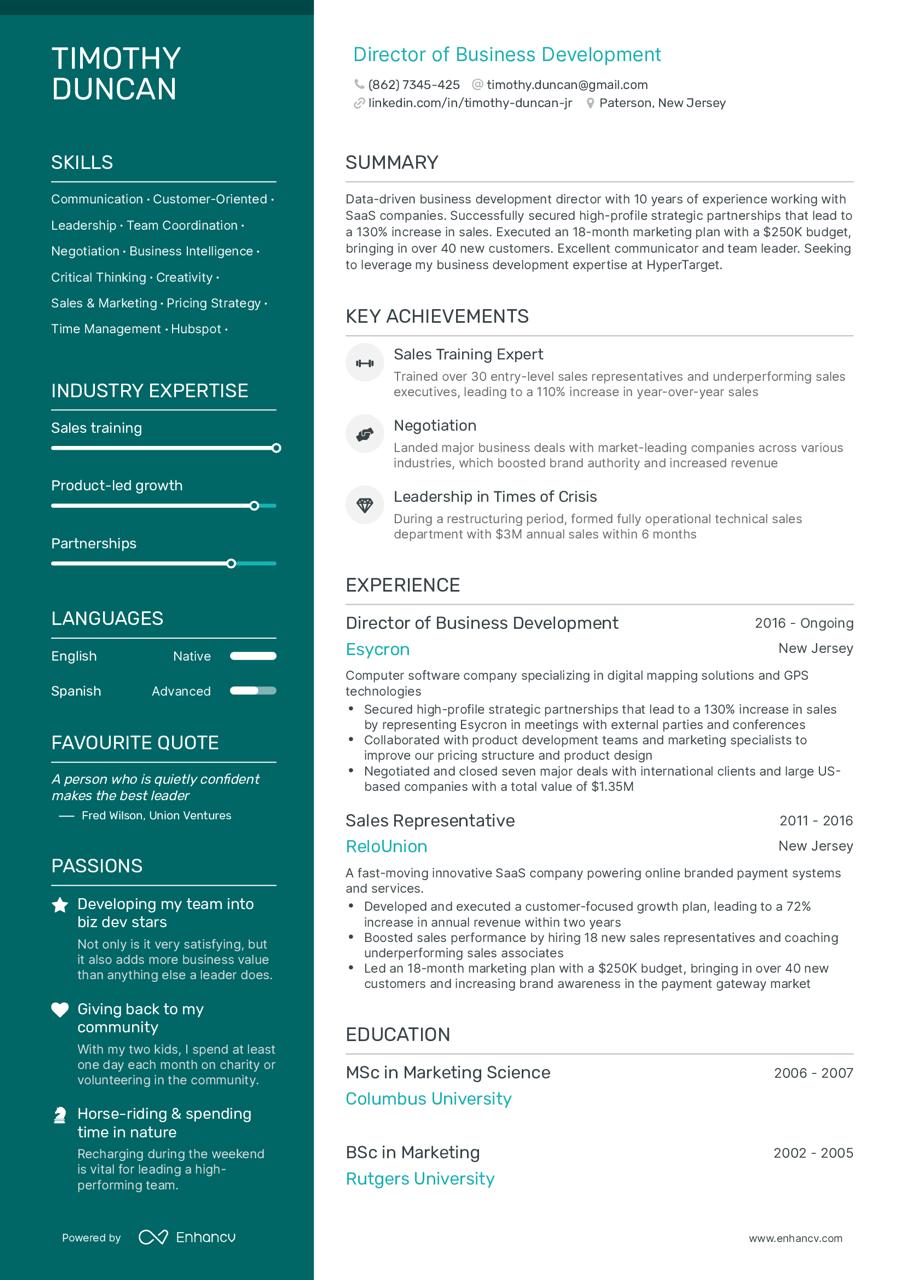 TIMOTHY
DUNCAN
SKILLS
Communication · Customer-Oriented ·
Leadership · Team Coordination ·
Negotiation · Business Intelligence ·
Critical Thinking · Creativity ·
Sales & Marketing · Pricing Strategy ·
Time Management · Hubspot ·
INDUSTRY EXPERTISE
Sales training
Product-led growth
Partnerships
LANGUAGES
English Native
Spanish Advanced
FAVOURITE QUOTE
A person who is quietly confident
makes the best leader
— Fred Wilson, Union Ventures
PASSIONS
Developing my team into
biz dev stars
Not only is it very satisfying, but
it also adds more business value
than anything else a leader does.
Giving back to my
community
With my two kids, I spend at least
one day each month on charity or
volunteering in the community.
Horse-riding & spending
time in nature
Recharging during the weekend
is vital for leading a high-
performing team.
Powered by Enhancv
Director of Business Development
(862) 7345-425 @ timothy.duncan@gmail.com
linkedin.com/in/timothy-duncan-jr Paterson, New Jersey
SUMMARY
Data-driven business development director with 10 years of experience working with
SaaS companies. Successfully secured high-profile strategic partnerships that lead to
a 130% increase in sales. Executed an 18-month marketing plan with a $250K budget,
bringing in over 40 new customers. Excellent communicator and team leader. Seeking
to leverage my business development expertise at HyperTarget.
KEY ACHIEVEMENTS
Sales Training Expert
Trained over 30 entry-level sales representatives and underperforming sales
executives, leading to a 110% increase in year-over-year sales
Negotiation
Landed major business deals with market-leading companies across various
industries, which boosted brand authority and increased revenue
Leadership in Times of Crisis
During a restructuring period, formed fully operational technical sales
department with $3M annual sales within 6 months
EXPERIENCE
Director of Business Development 2016 - Ongoing
Esycron New Jersey
Computer software company specializing in digital mapping solutions and GPS
technologies
• Secured high-profile strategic partnerships that lead to a 130% increase in sales
by representing Esycron in meetings with external parties and conferences
• Collaborated with product development teams and marketing specialists to
improve our pricing structure and product design
• Negotiated and closed seven major deals with international clients and large US-
based companies with a total value of $1.35M
Sales Representative 2011 - 2016
ReloUnion New Jersey
A fast-moving innovative SaaS company powering online branded payment systems
and services.
• Developed and executed a customer-focused growth plan, leading to a 72%
increase in annual revenue within two years
• Boosted sales performance by hiring 18 new sales representatives and coaching
underperforming sales associates
• Led an 18-month marketing plan with a $250K budget, bringing in over 40 new
customers and increasing brand awareness in the payment gateway market
EDUCATION
MSc in Marketing Science 2006 - 2007
Columbus University
BSc in Marketing 2002 - 2005
Rutgers University
www.enhancv.com